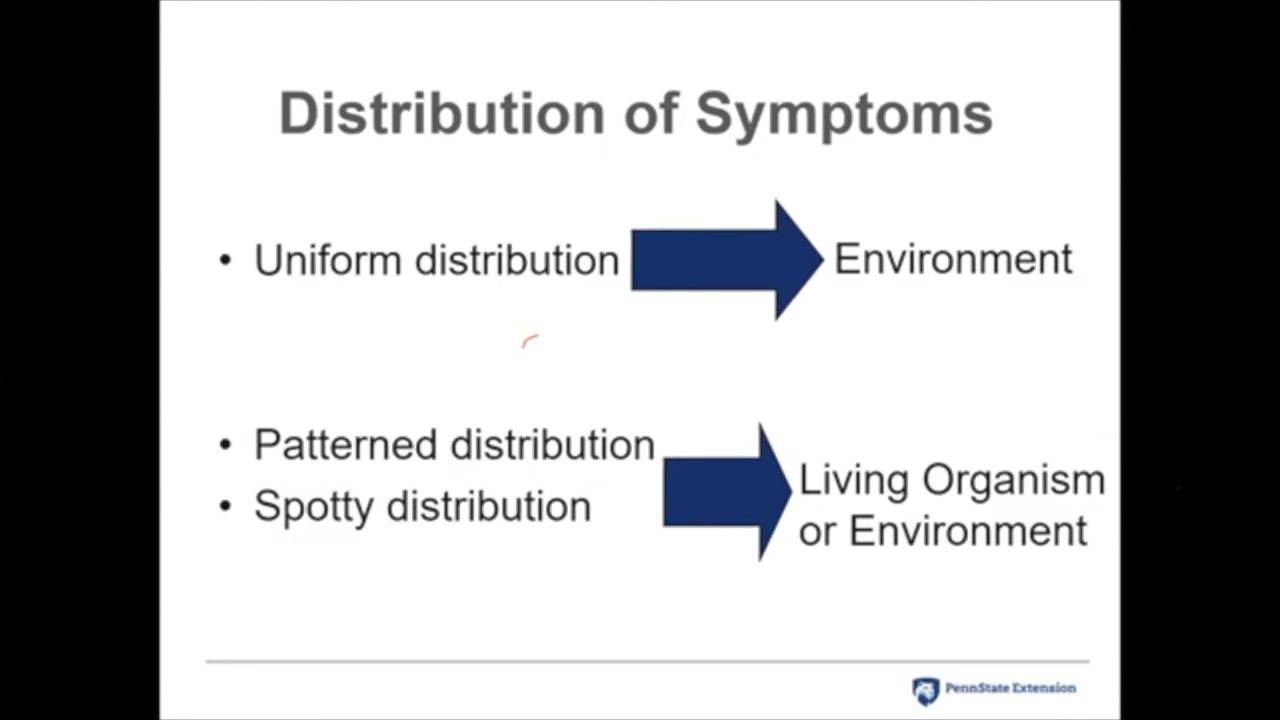 Distribution of Symptoms
• Uniform distribution
Environment
• Patterned distribution
• Spotty distribution
Living Organism
or Environment
PennState Extension